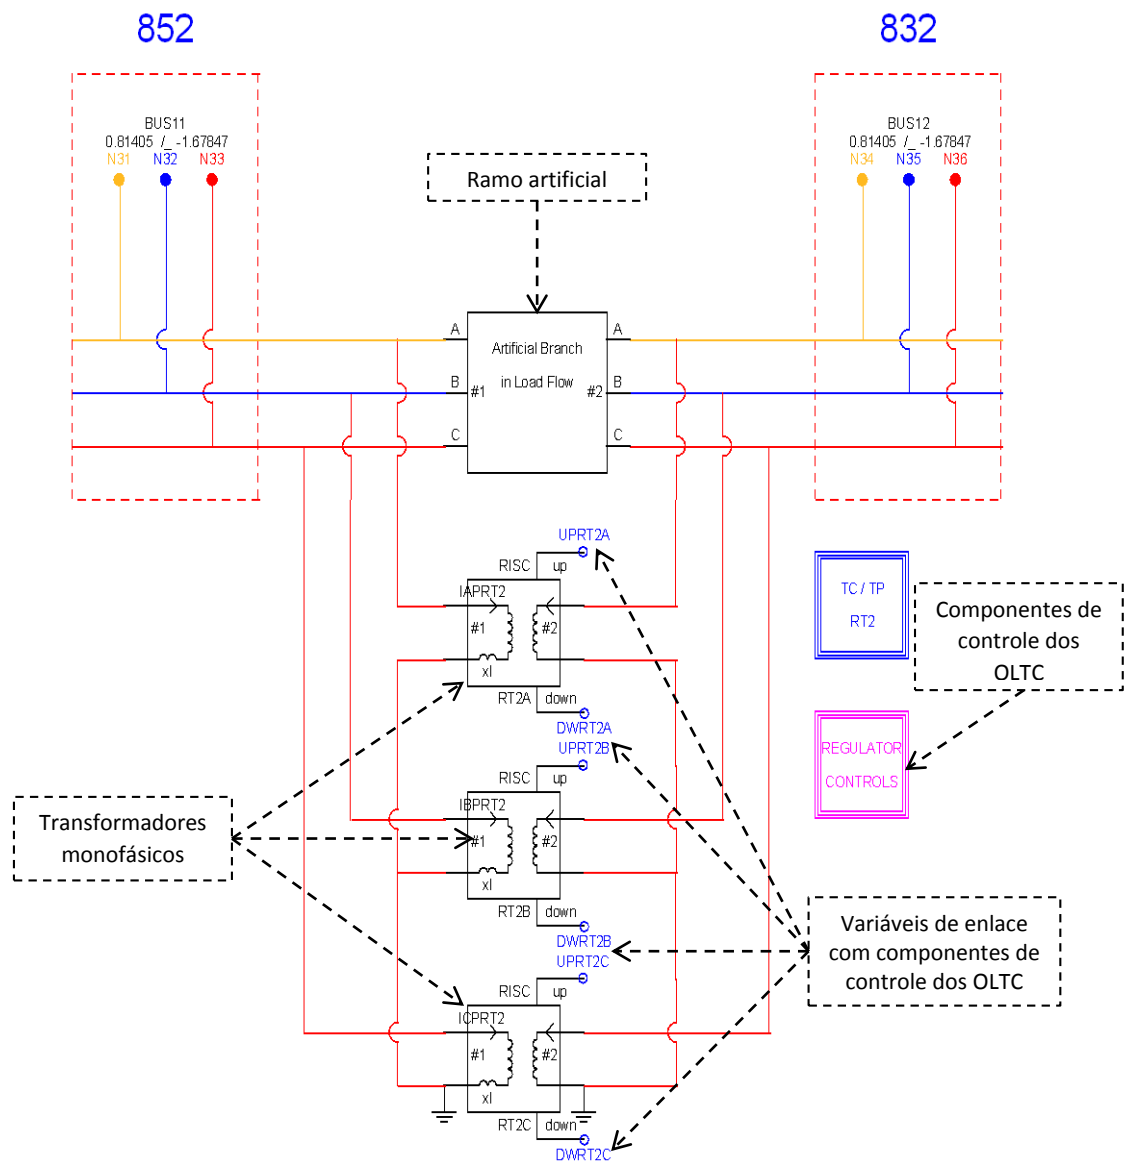 852
832
BUS11
0.81405 /_ -1.67847
N31 N32 N33
BUS12
0.81405 /_ -1.67847
N34 N35 N36
Ramo artificial
A
B
C
#1
Artificial Branch
in Load Flow
#2
A
B
C
UPRT2A
RISC up
IAPRT2
#1 #2
xl
RT2A down
DWRT2A
UPRT2B
RISC up
IBPRT2
#1 #2
xl
RT2B down
DWRT2B
UPRT2C
RISC up
ICPRT2
#1 #2
xl
RT2C down
DWRT2C
TC / TP
RT2
REGULATOR
CONTROLS
Componentes de
controle dos
OLTC
Transformadores
monofásicos
Variáveis de enlace
com componentes de
controle dos OLTC